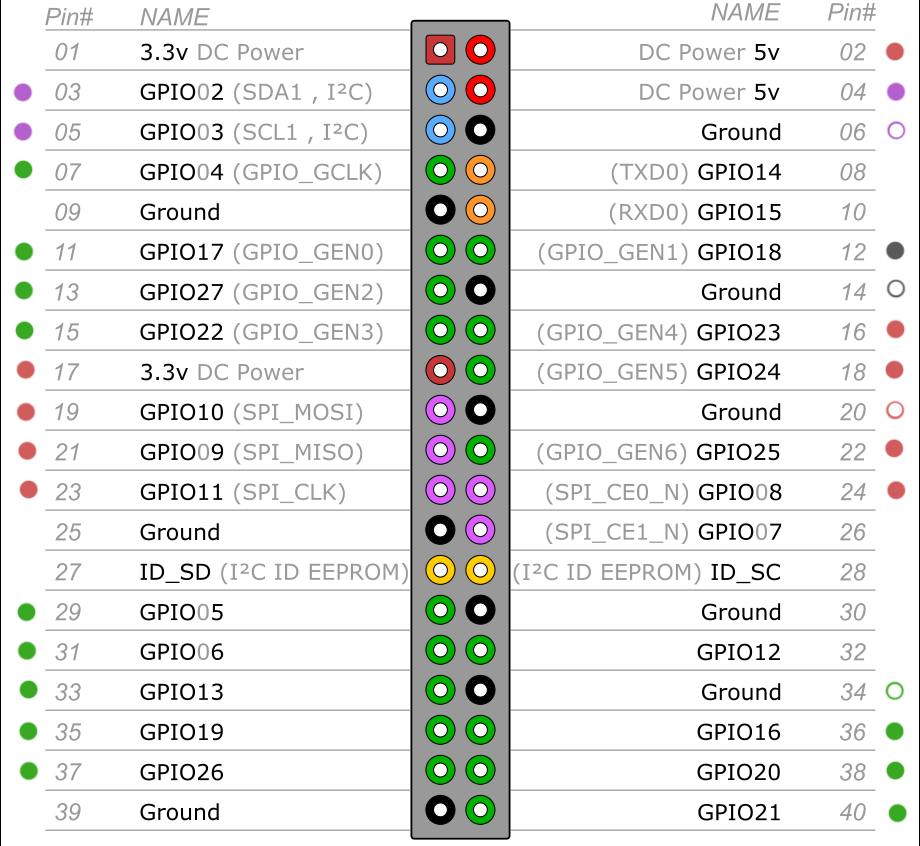 Pin# NAME NAME Pin#
01 3.3v DC Power DC Power 5v 02
03 GPIO02 (SDA1 , I²C) DC Power 5v 04
05 GPIO03 (SCL1 , I²C) Ground 06
07 GPIO04 (GPIO_GCLK) (TXD0) GPIO14 08
09 Ground (RXD0) GPIO15 10
11 GPIO17 (GPIO_GEN0) (GPIO_GEN1) GPIO18 12
13 GPIO27 (GPIO_GEN2) Ground 14
15 GPIO22 (GPIO_GEN3) (GPIO_GEN4) GPIO23 16
17 3.3v DC Power (GPIO_GEN5) GPIO24 18
19 GPIO10 (SPI_MOSI) Ground 20
21 GPIO09 (SPI_MISO) (GPIO_GEN6) GPIO25 22
23 GPIO11 (SPI_CLK) (SPI_CE0_N) GPIO08 24
25 Ground (SPI_CE1_N) GPIO07 26
27 ID_SD (I²C ID EEPROM) (I²C ID EEPROM) ID_SC 28
29 GPIO05 Ground 30
31 GPIO06 GPIO12 32
33 GPIO13 Ground 34
35 GPIO19 GPIO16 36
37 GPIO26 GPIO20 38
39 Ground GPIO21 40